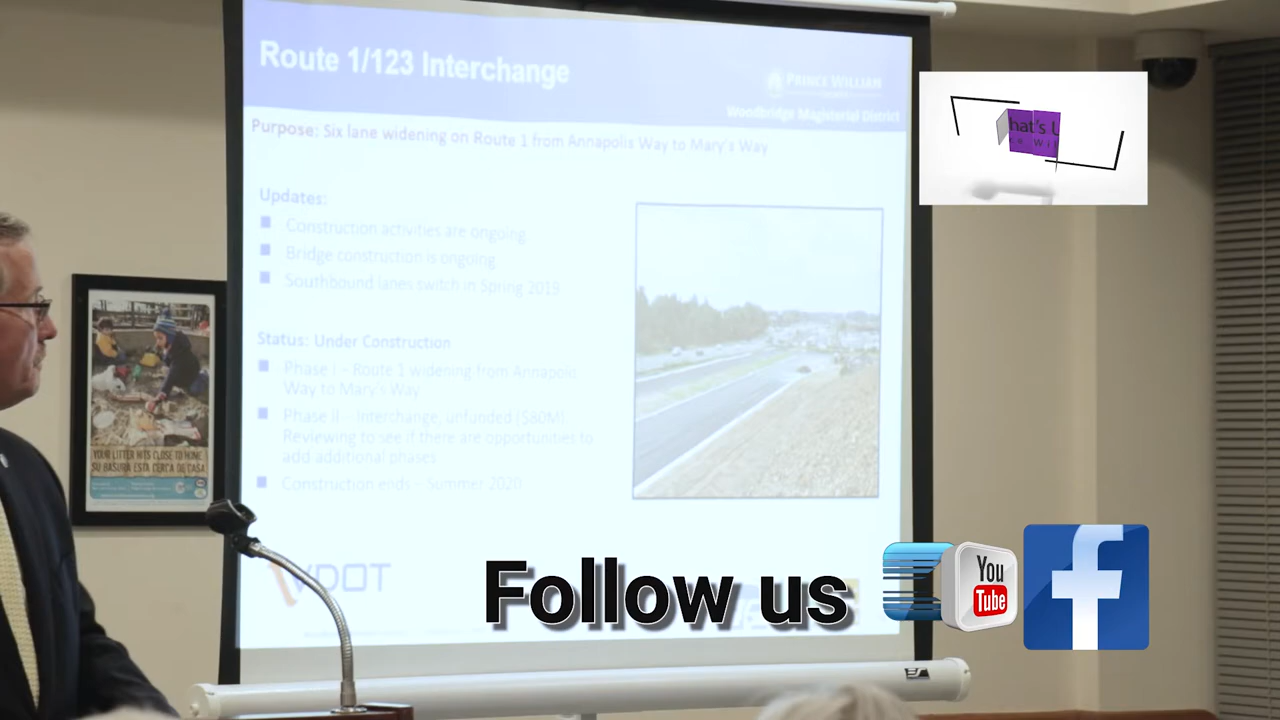 Route 1/123 Interchange
PRINCE WILLIAM
Woodbridge Magisterial District
Purpose: Six lane widening on Route 1 from Annapolis Way to Mary's Way
Updates:
Construction activities are ongoing
Bridge construction is ongoing
Southbound lanes switch in Spring 2019
Status: Under Construction
Phase I – Route 1 widening from Annapolis
Way to Mary's Way
Phase II – Interchange, unfunded ($80M)
Reviewing to see if there are opportunities to
add additional phases
Construction ends – Summer 2020
VDOT
hat's U
ke Wil
YOUR LITTER HITS CLOSE TO HOME
SU BASURA ESTA CERCA DE CASA
Follow us
You
Tube
f